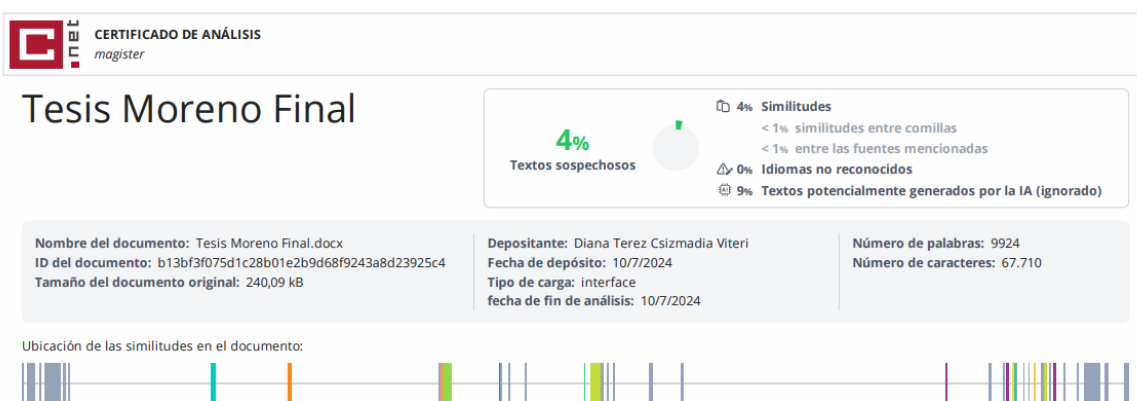 C
.net
CERTIFICADO DE ANÁLISIS
magister
Tesis Moreno Final
4%
Textos sospechosos
4% Similitudes
< 1% similitudes entre comillas
< 1% entre las fuentes mencionadas
0% Idiomas no reconocidos
9% Textos potencialmente generados por la IA (ignorado)
Nombre del documento: Tesis Moreno Final.docx
ID del documento: b13bf3f075d1c28b01e2b9d68f9243a8d23925c4
Tamaño del documento original: 240,09 kB
Depositante: Diana Terez Csizmadia Viteri
Fecha de depósito: 10/7/2024
Tipo de carga: interface
fecha de fin de análisis: 10/7/2024
Número de palabras: 9924
Número de caracteres: 67.710
Ubicación de las similitudes en el documento: